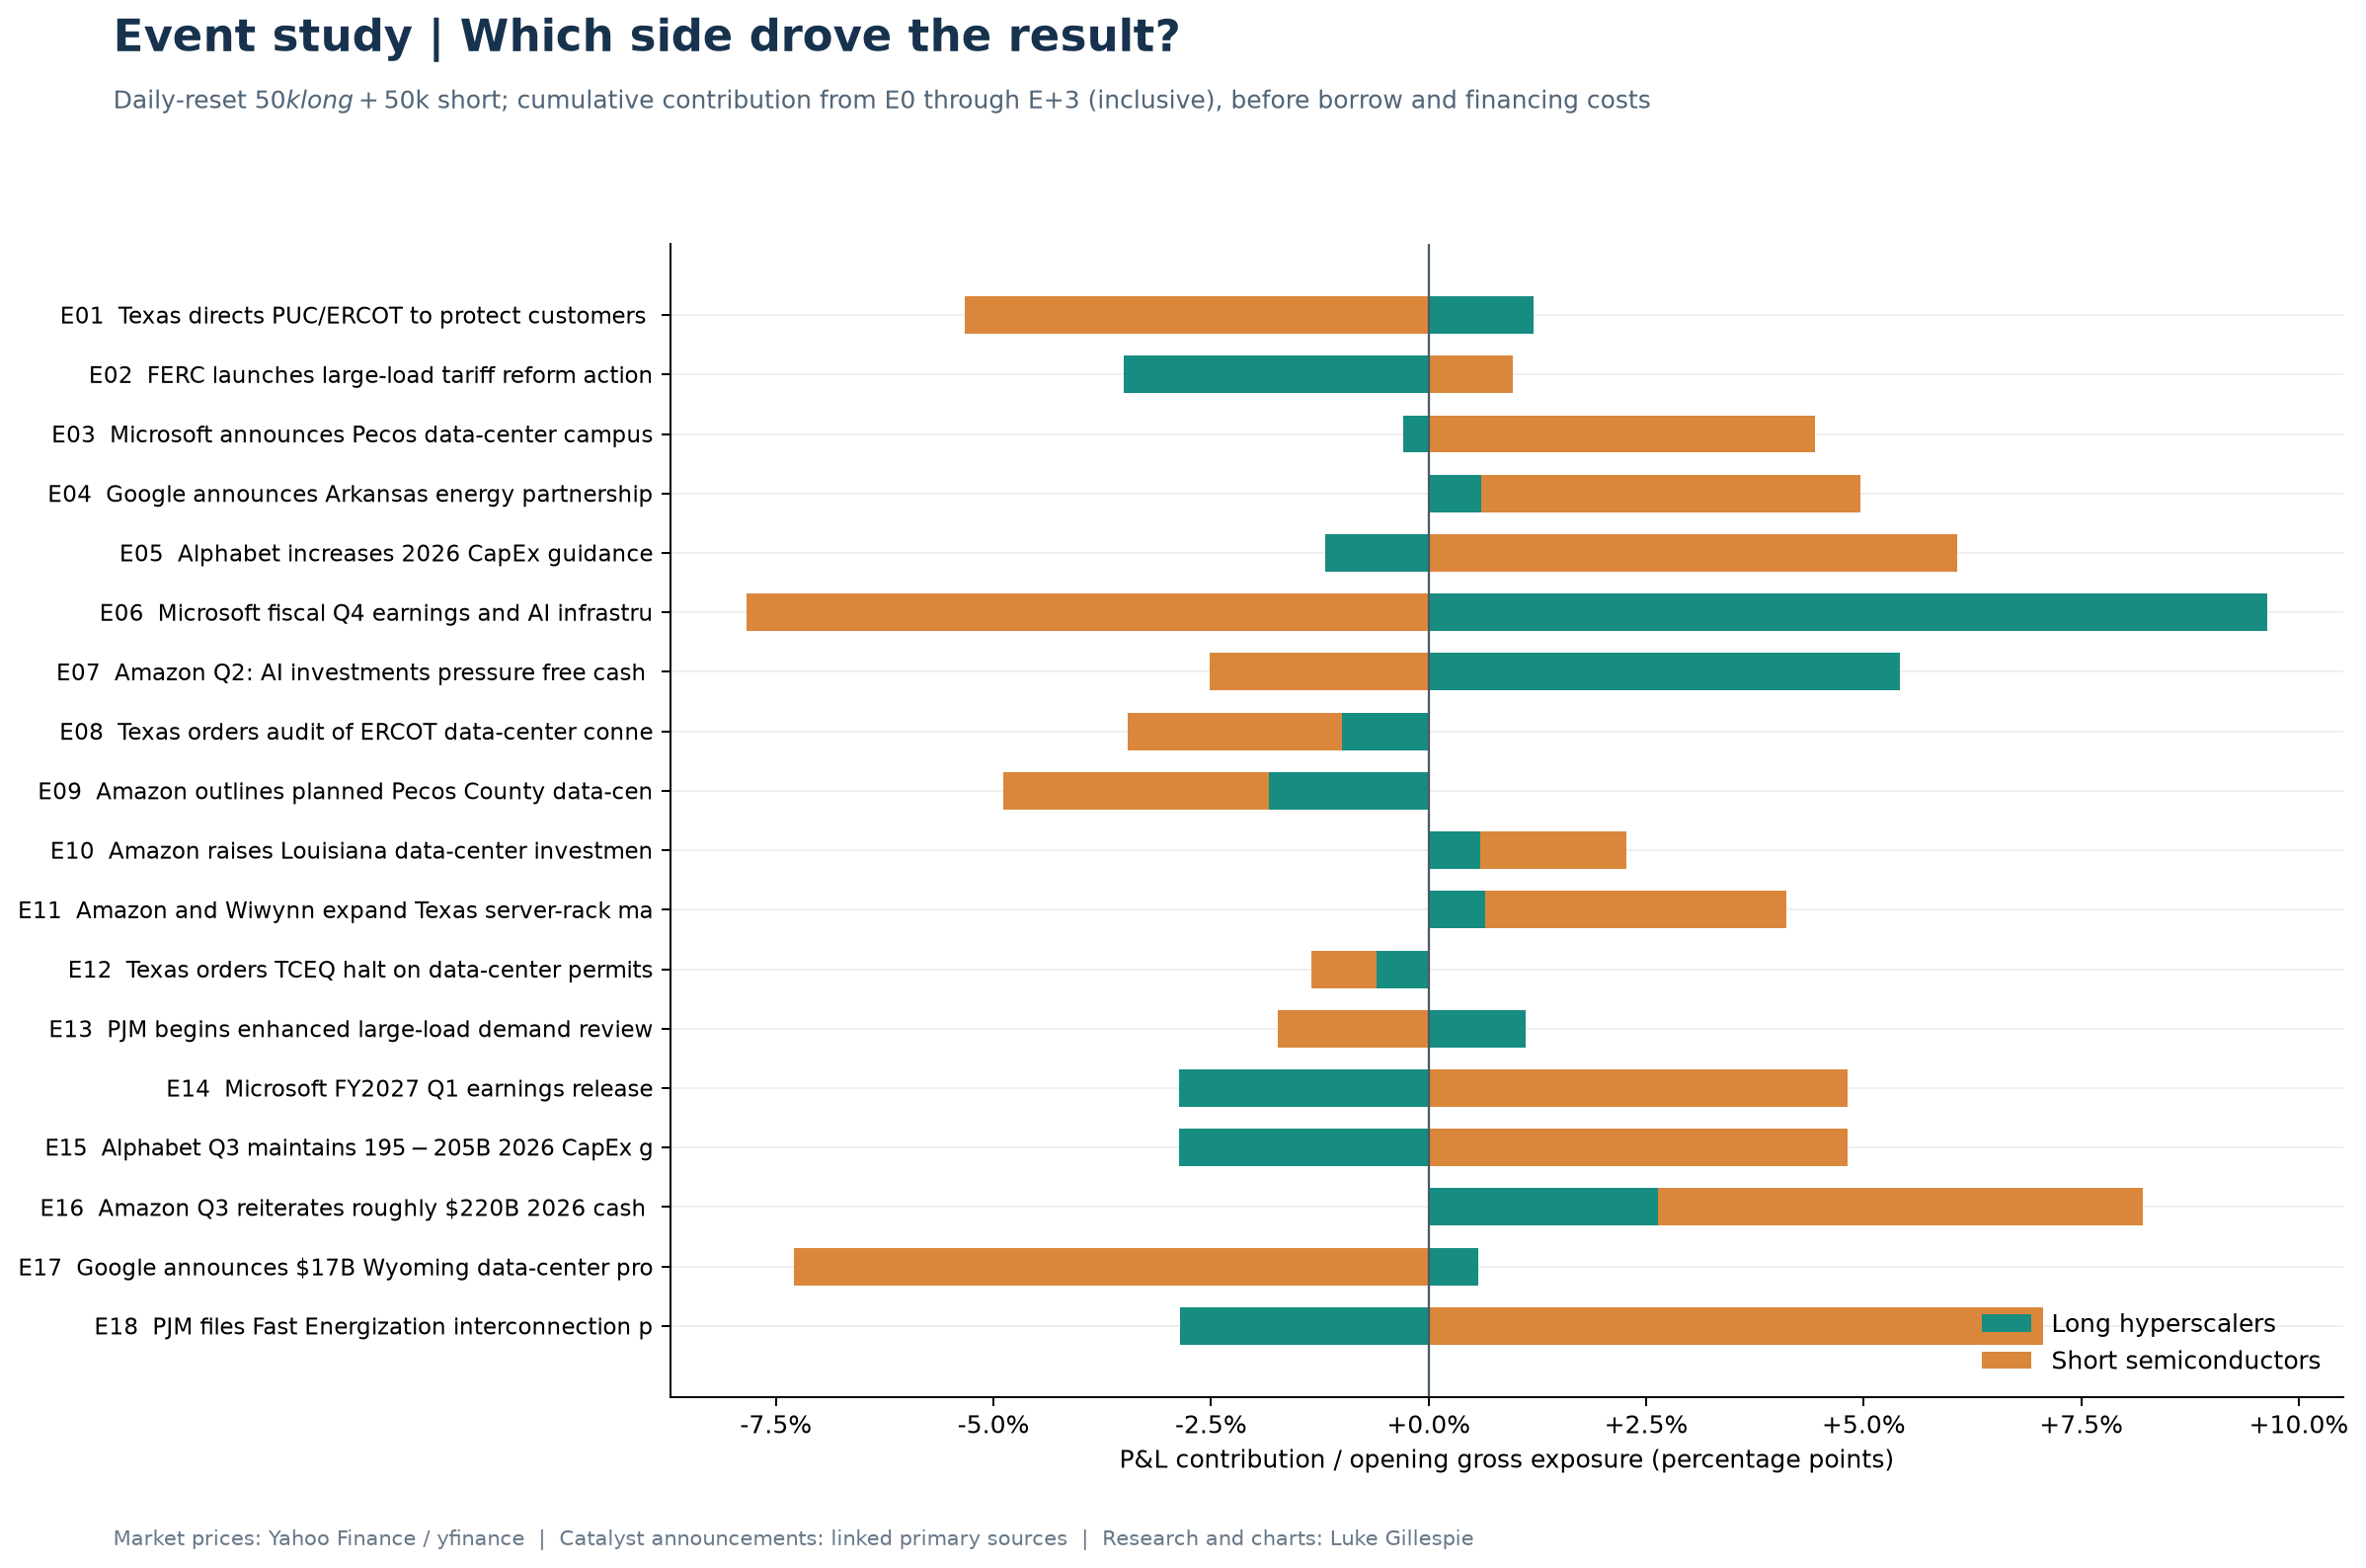 Event study | Which side drove the result?
Daily-reset 50klong + 50k short; cumulative contribution from E0 through E+3 (inclusive), before borrow and financing costs
E01 Texas directs PUC/ERCOT to protect customers
E02 FERC launches large-load tariff reform action
E03 Microsoft announces Pecos data-center campus
E04 Google announces Arkansas energy partnership
E05 Alphabet increases 2026 CapEx guidance
E06 Microsoft fiscal Q4 earnings and AI infrastru
E07 Amazon Q2: AI investments pressure free cash
E08 Texas orders audit of ERCOT data-center conne
E09 Amazon outlines planned Pecos County data-cen
E10 Amazon raises Louisiana data-center investmen
E11 Amazon and Wiwynn expand Texas server-rack ma
E12 Texas orders TCEQ halt on data-center permits
E13 PJM begins enhanced large-load demand review
E14 Microsoft FY2027 Q1 earnings release
E15 Alphabet Q3 maintains 195 − 205B 2026 CapEx g
E16 Amazon Q3 reiterates roughly $220B 2026 cash
E17 Google announces $17B Wyoming data-center pro
E18 PJM files Fast Energization interconnection p
Long hyperscalers
Short semiconductors
-7.5% -5.0% -2.5% +0.0% +2.5% +5.0% +7.5% +10.0%
P&L contribution / opening gross exposure (percentage points)
Market prices: Yahoo Finance / yfinance | Catalyst announcements: linked primary sources | Research and charts: Luke Gillespie